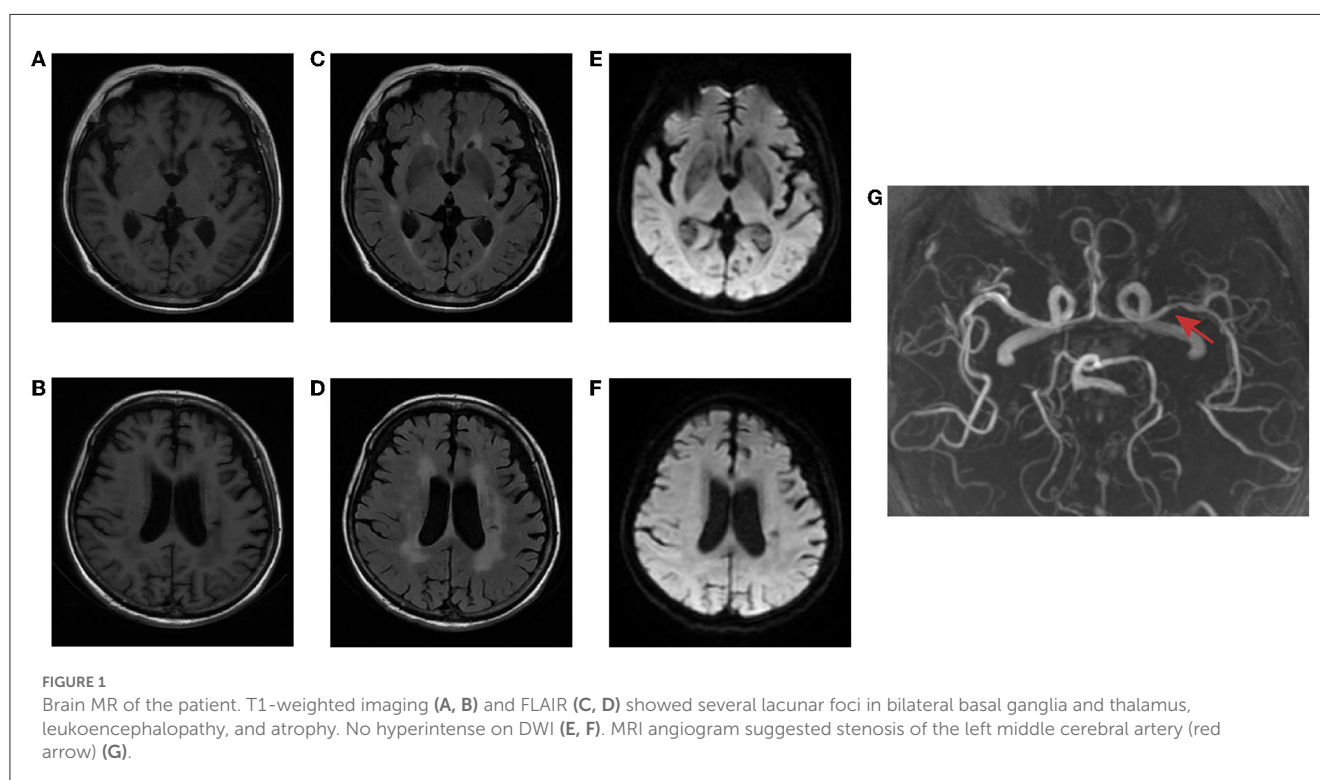 A
C
E
G
B
D
F
FIGURE 1
Brain MR of the patient. T1-weighted imaging (A, B) and FLAIR (C, D) showed several lacunar foci in bilateral basal ganglia and thalamus,
leukoencephalopathy, and atrophy. No hyperintense on DWI (E, F). MRI angiogram suggested stenosis of the left middle cerebral artery (red
arrow) (G).